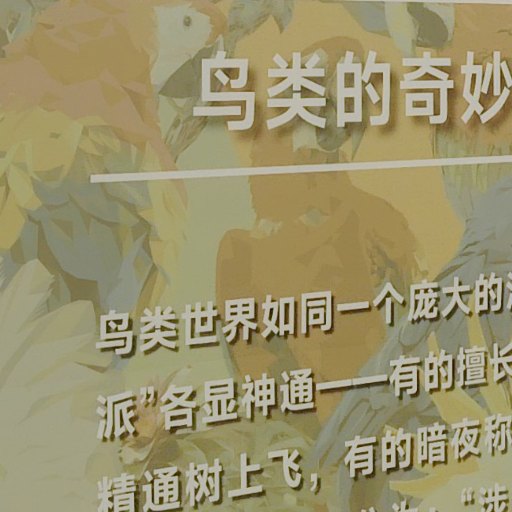 鸟类的奇妙
鸟类世界如同一个庞大的
派”各显神通——有的擅长
精通树上飞，有的暗夜称
“涉